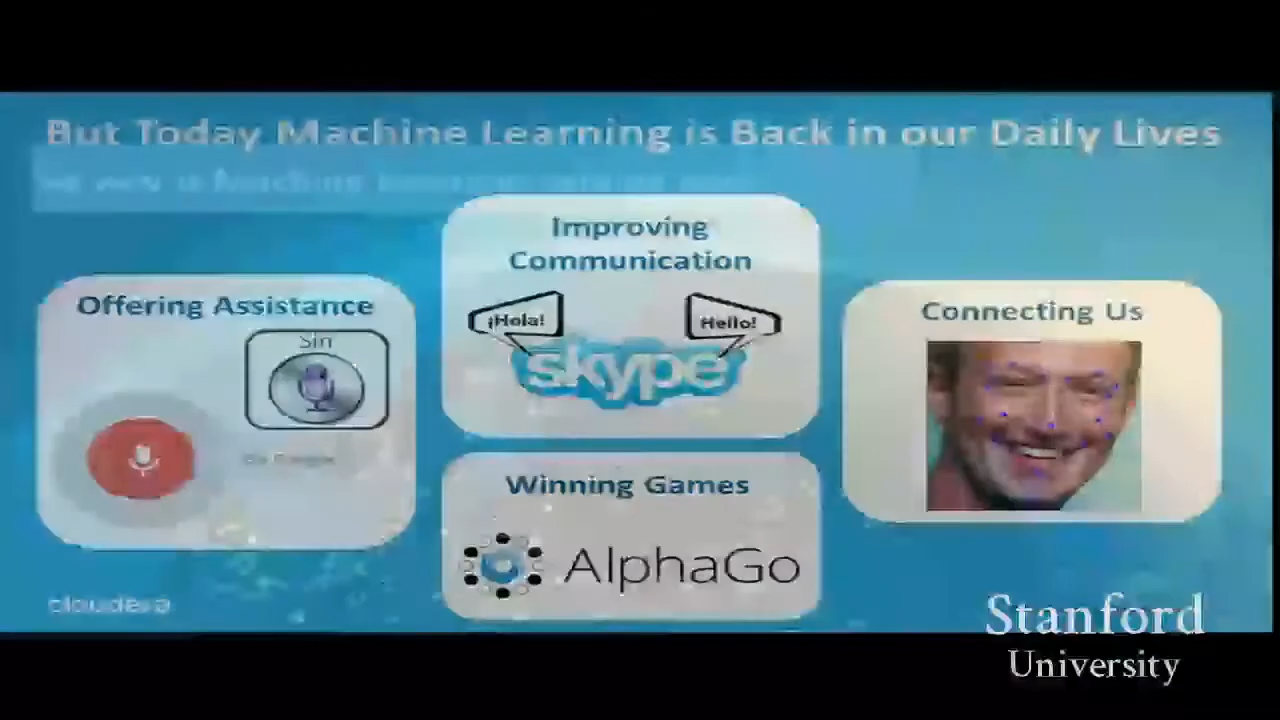 But Today Machine Learning is Back in our Daily Lives
Offering Assistance
Siri
Improving
Communication
¡Hola!
Hello!
skype
Winning Games
AlphaGo
Connecting Us
cloudera
Stanford
University